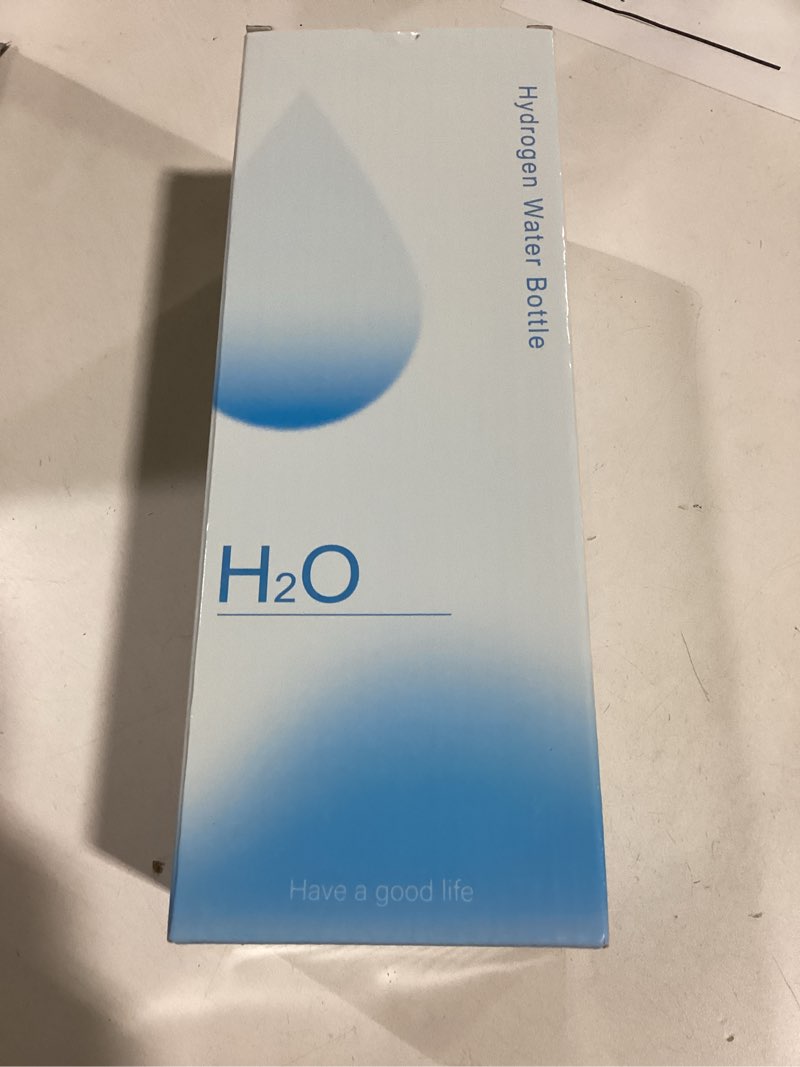 Hydrogen Water Bottle
H₂O
Have a good life